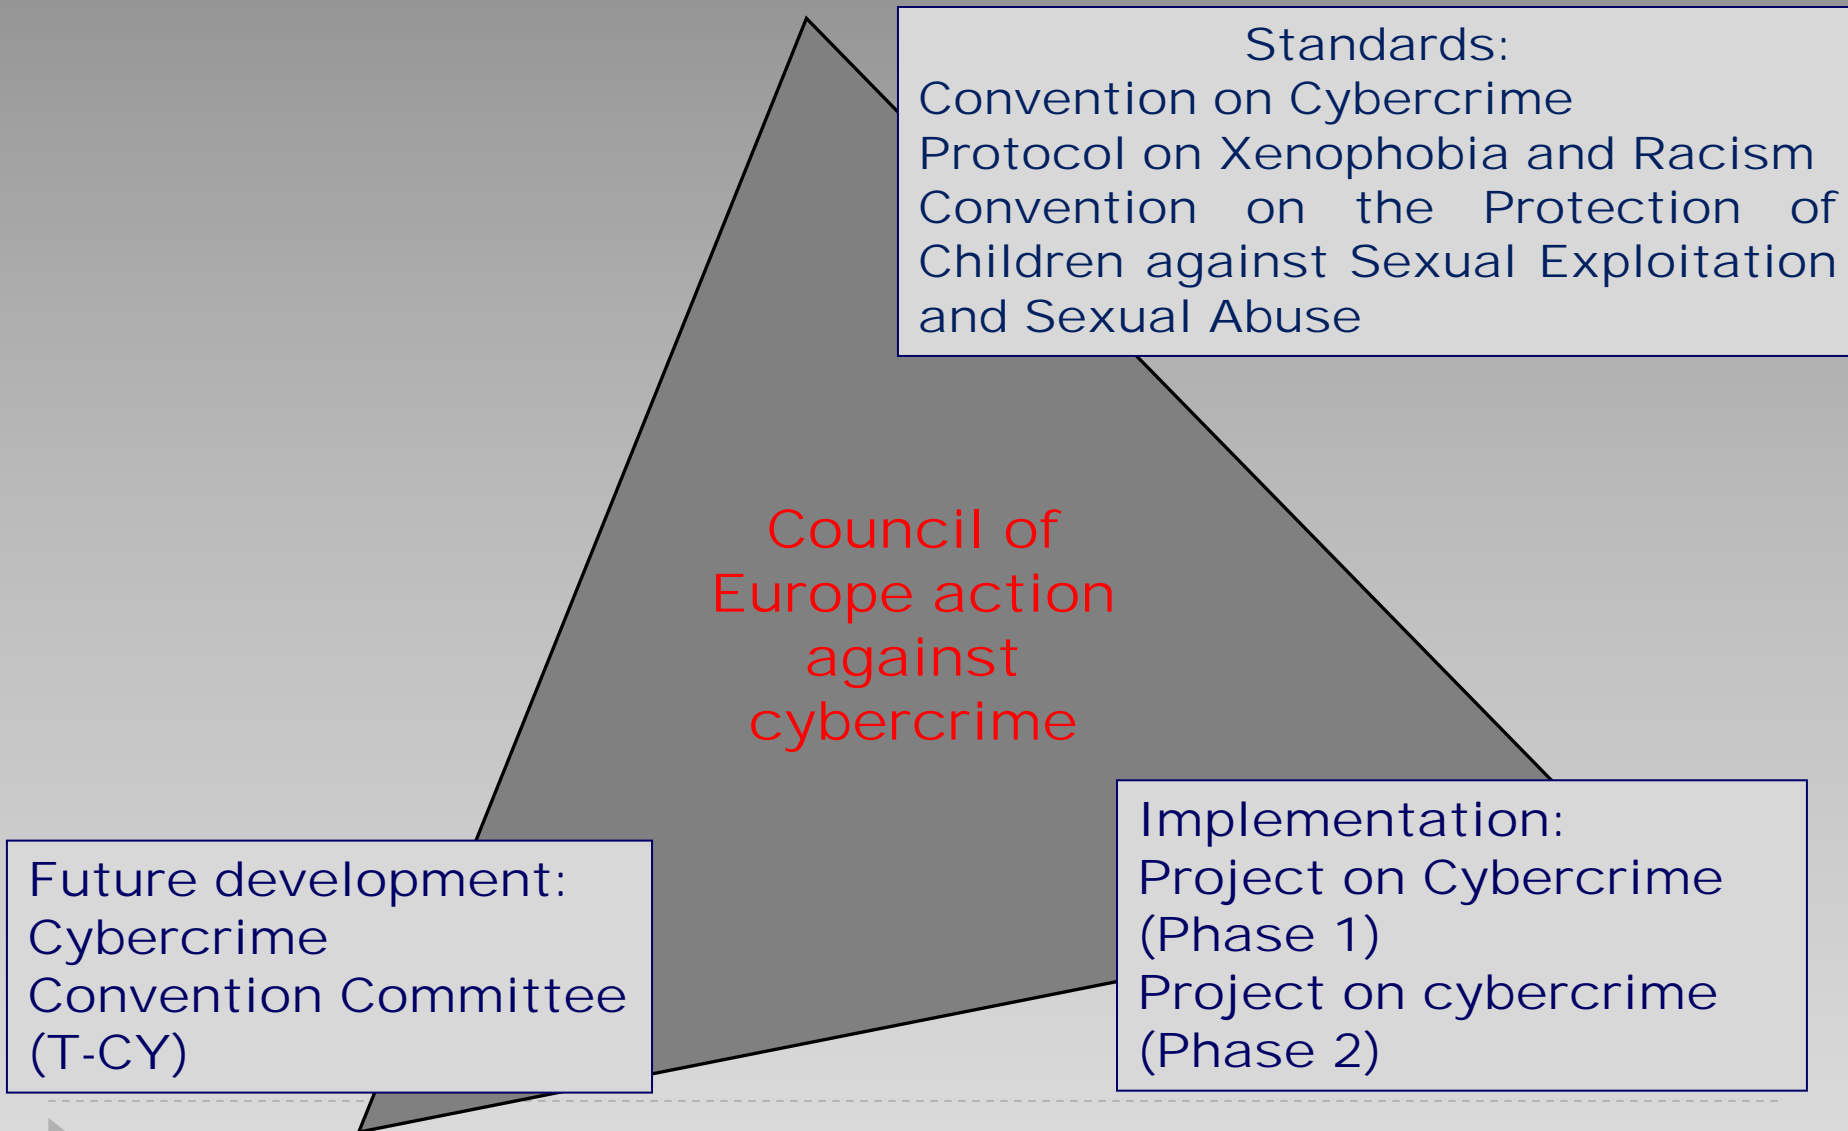 Standards:
Convention on Cybercrime
Protocol on Xenophobia and Racism
Convention on the Protection of
Children against Sexual Exploitation
and Sexual Abuse
Council of
Europe action
against
cybercrime
Future development:
Cybercrime
Convention Committee
(T-CY)
Implementation:
Project on Cybercrime
(Phase 1)
Project on cybercrime
(Phase 2)